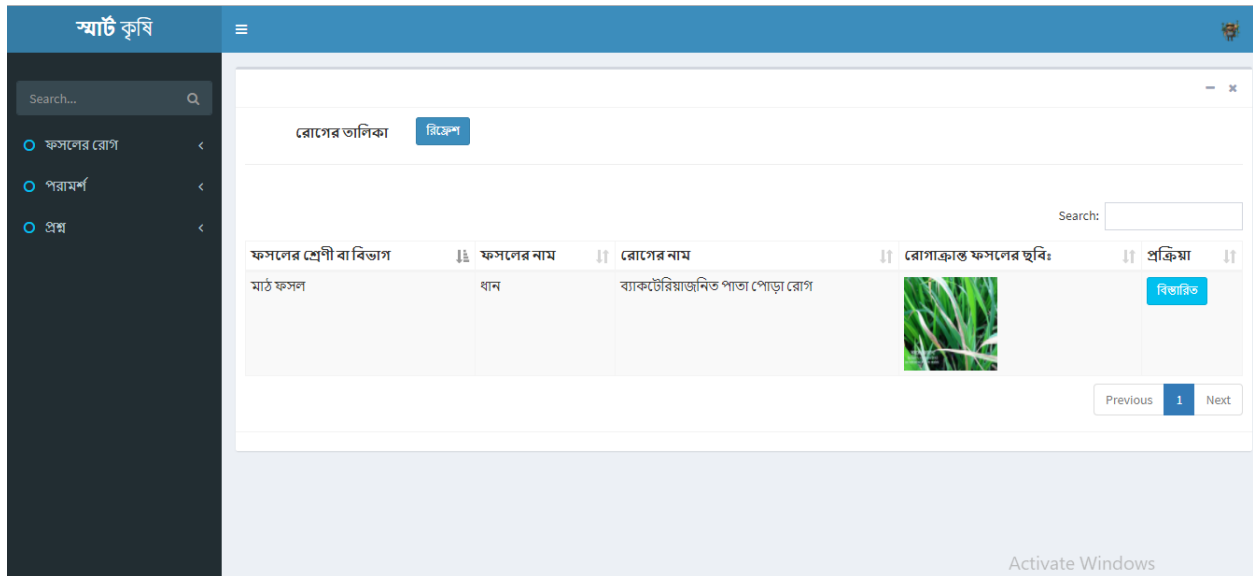 স্মার্ট কৃষি
Search...
ফসলের রোগ
পরামর্শ
প্রশ্ন
রোগের তালিকা রিফ্রেশ
Search:
ফসলের শ্রেণী বা বিভাগ ফসলের নাম রোগের নাম রোগাক্রান্ত ফসলের ছবিঃ প্রক্রিয়া
মাঠ ফসল ধান ব্যাকটেরিয়াজনিত পাতা পোড়া রোগ বিস্তারিত
Previous 1 Next
Activate Windows